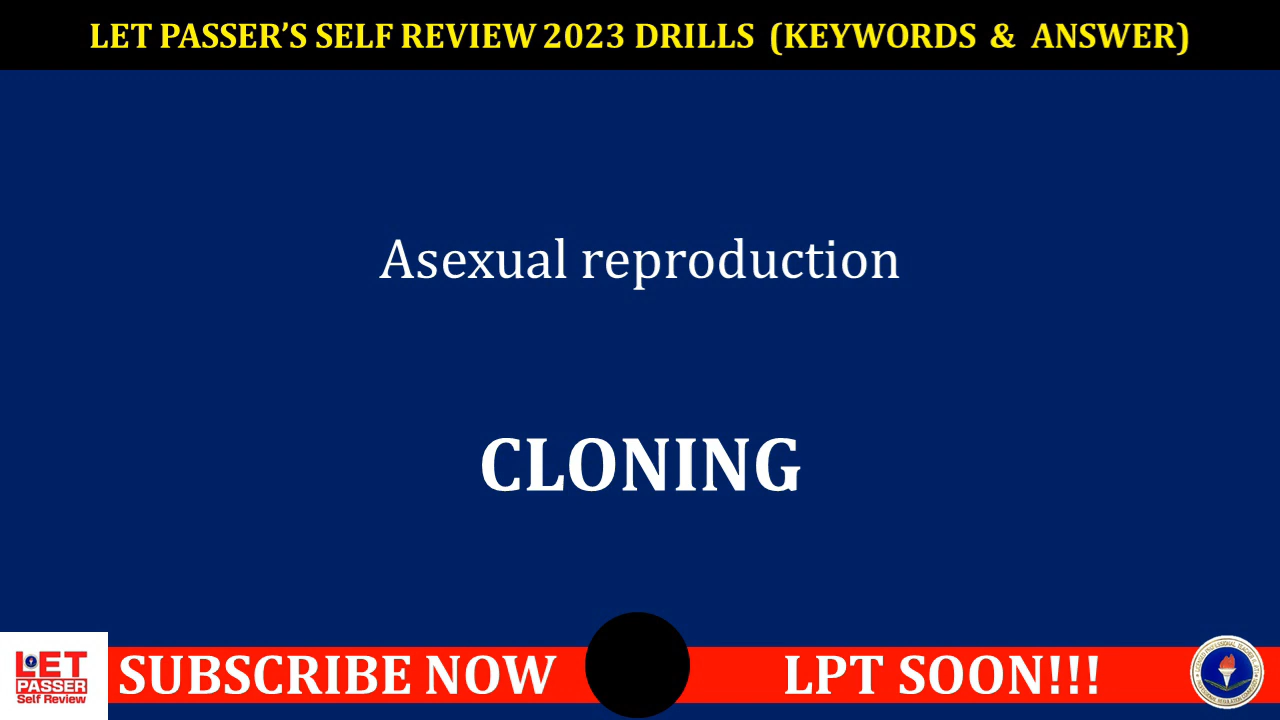 LET PASSER’S SELF REVIEW 2023 DRILLS (KEYWORDS & ANSWER)
Asexual reproduction
CLONING
LET
PASSER
Self Review
SUBSCRIBE NOW
LPT SOON!!!